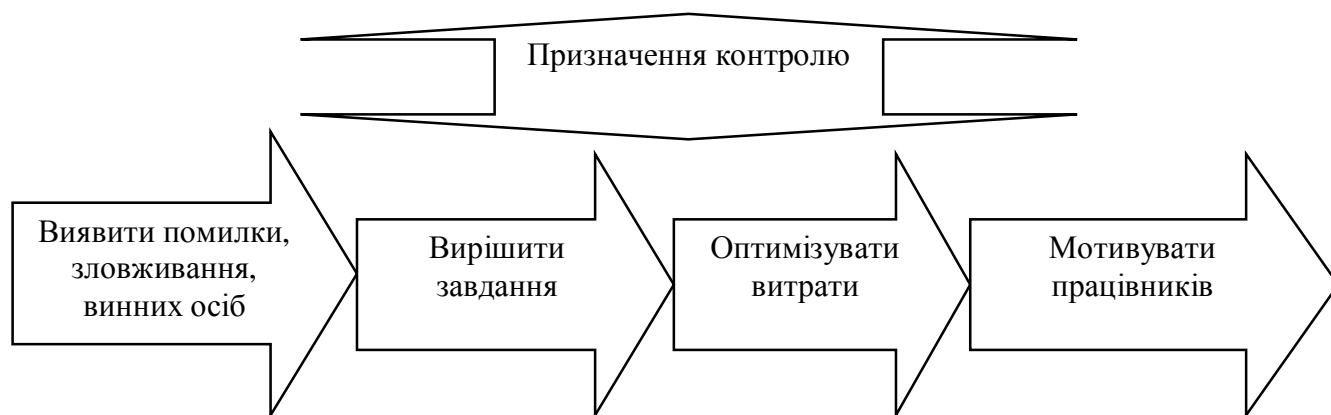 Призначення контролю
Виявити помилки,
зловживання,
винних осіб
Вирішити
завдання
Оптимізувати
витрати
Мотивувати
працівників